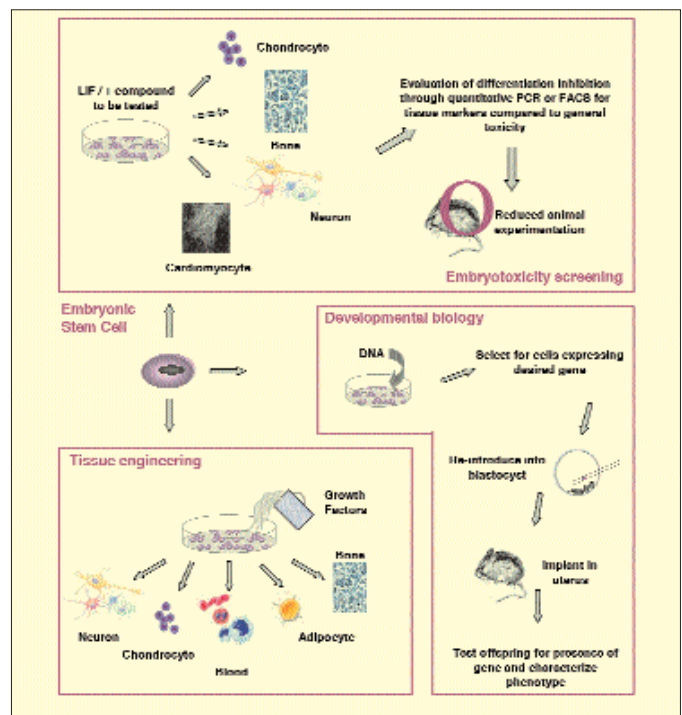 Chondrocyte
LIF / + compound
to be tested
Bone
Neuron
Cardiomyocyte
Evaluation of differentiation inhibition
through quantitative PCR or FACS for
tissue markers compared to general
toxicity
Reduced animal
experimentation
Embryotoxicity screening
Embryonic
Stem Cell
Developmental biology
DNA
Select for cells expressing
desired gene
Re-introduce into
blastocyst
Implant in
uterus
Test offspring for presence of
gene and characterize
phenotype
Tissue engineering
Growth
Factors
Bone
Neuron
Chondrocyte
Blood
Adipocyte